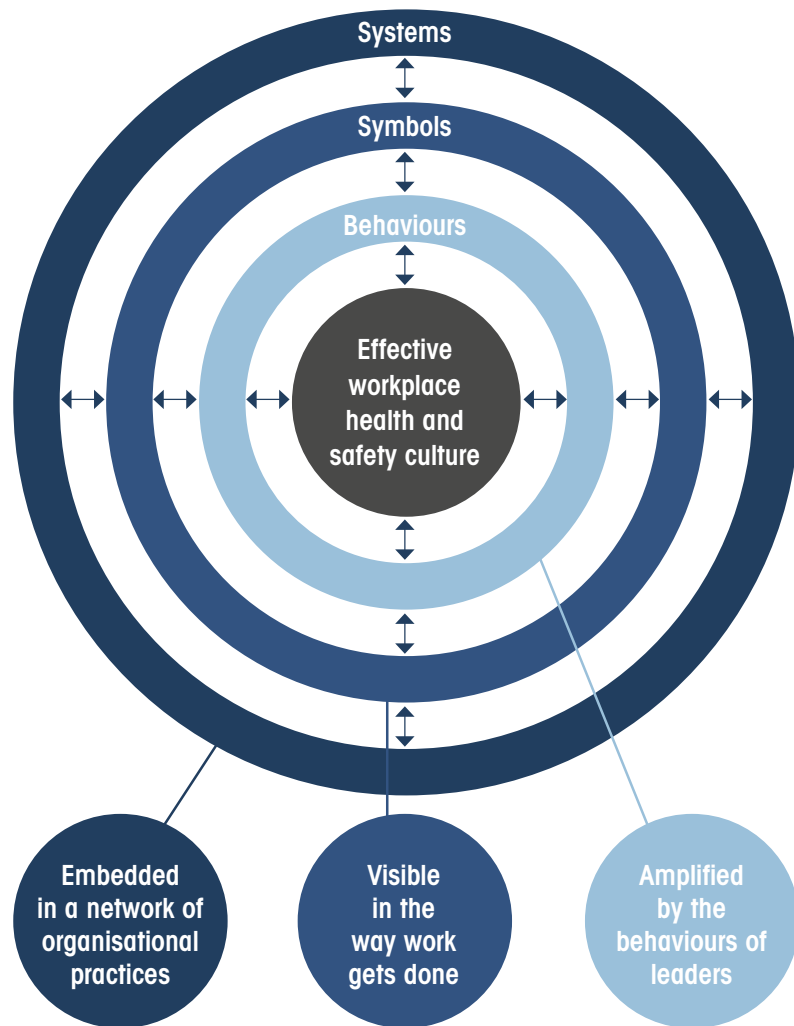 Systems
Symbols
Behaviours
Effective
workplace
health and
safety culture
Embedded
in a network of
organisational
practices
Visible
in the
way work
gets done
Amplified
by the
behaviours of
leaders